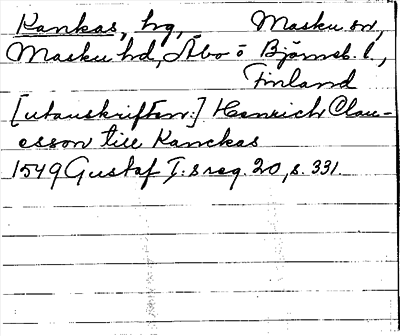 Kankas, hg, Masku sn,
Masku hd, Åbo o Björneb. l.,
Finland
[utanskriften:] Henrich Clau-
esson till Kanckas
1549 Gustaf I:s reg. 20, s. 331.